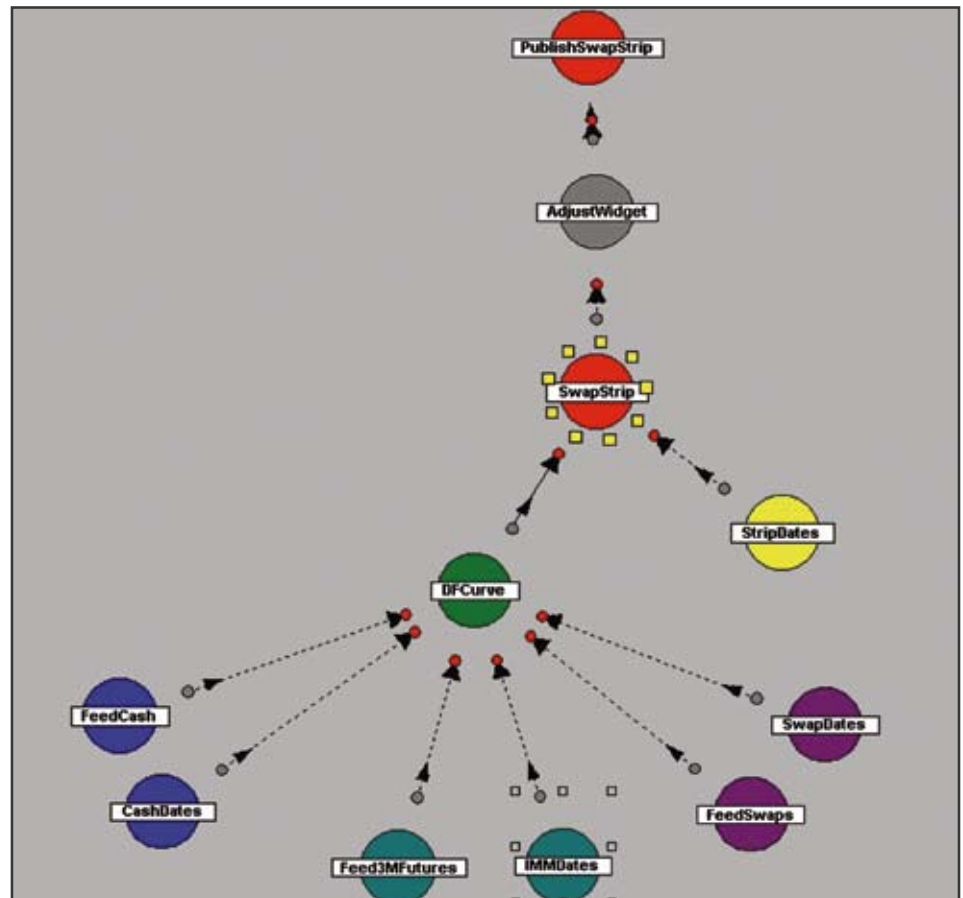 PublishSwapStrip
AdjustWidget
SwapStrip
StripDates
DFCurve
FeedCash
SwapDates
CashDates
FeedSwaps
Feed3MFutures
IMMDates